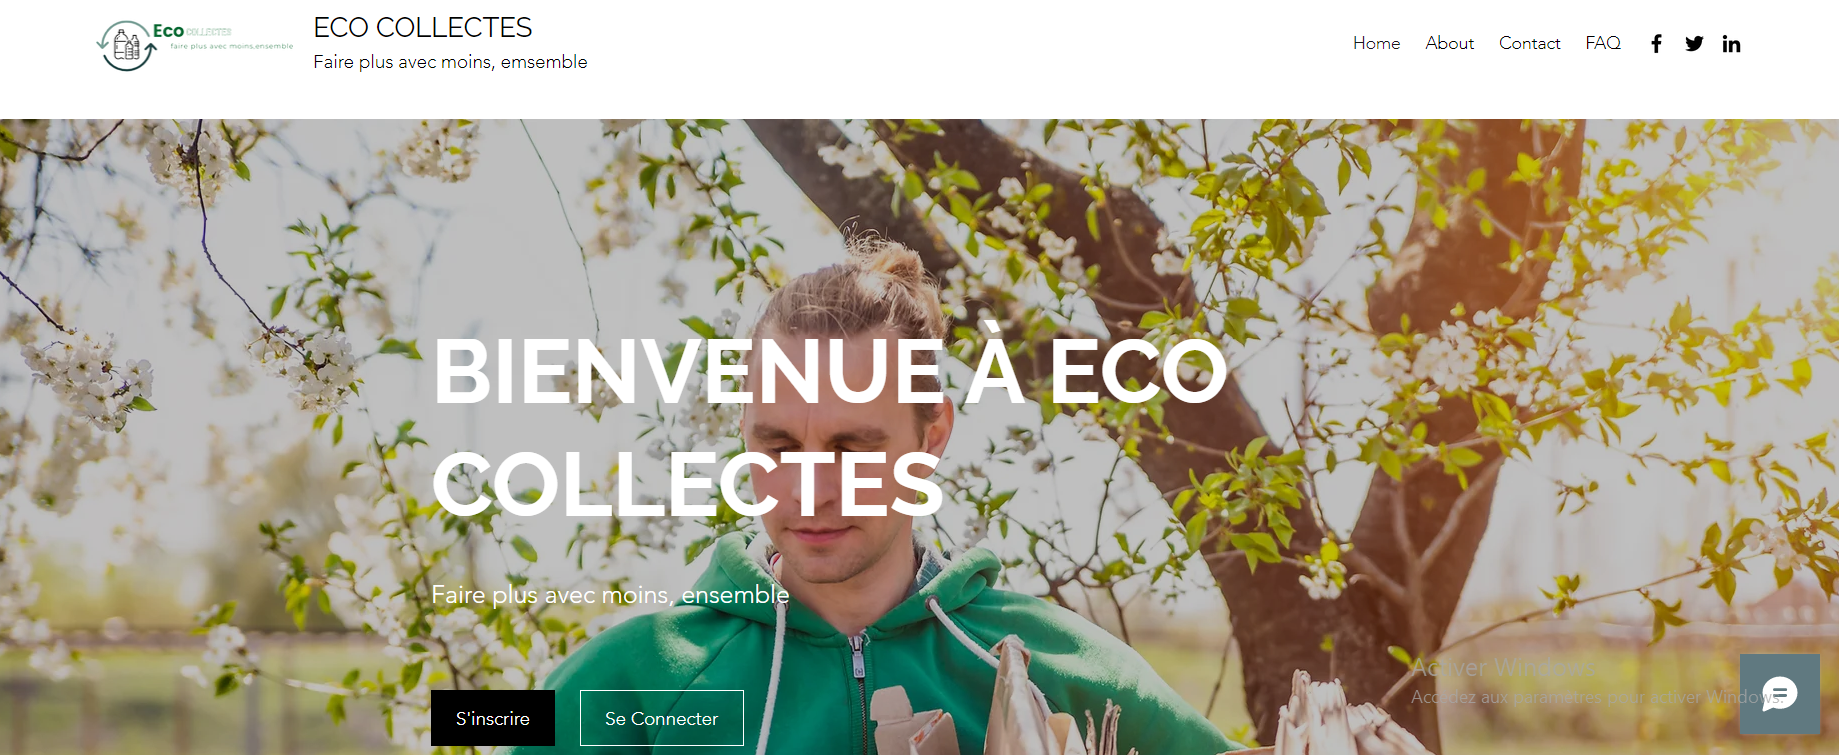 Eco COLLECTES
faire plus avec moins,ensemble
ECO COLLECTES
Faire plus avec moins, emsemble
Home About Contact FAQ
BIENVENUE À ECO
COLLECTES
Faire plus avec moins, ensemble
S'inscrire Se Connecter
Activer Windows
Accédez aux paramètres pour activer Windows.